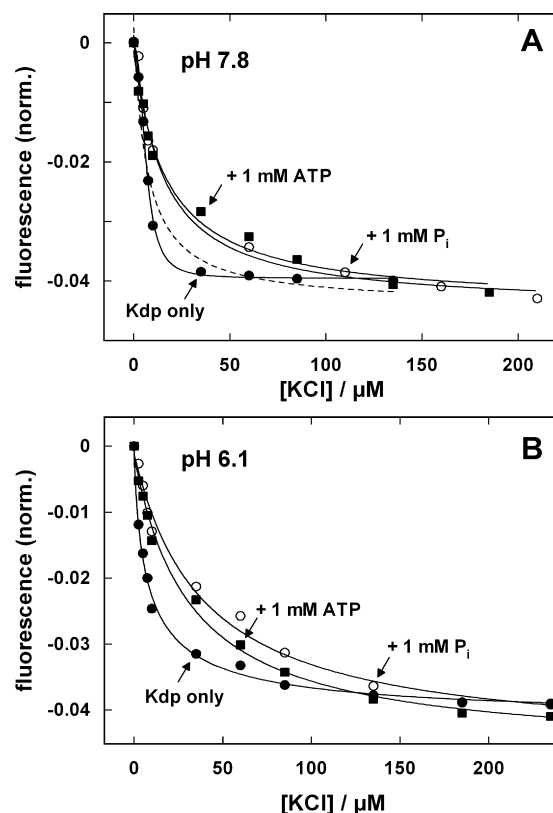 A
pH 7.8
0
-0.02
-0.04
fluorescence (norm.)
+ 1 mM ATP
+ 1 mM Pi
Kdp only
0 50 100 150 200
[KCl] / µM
B
pH 6.1
0
-0.01
-0.02
-0.03
-0.04
fluorescence (norm.)
+ 1 mM ATP
+ 1 mM Pi
Kdp only
0 50 100 150 200
[KCl] / µM